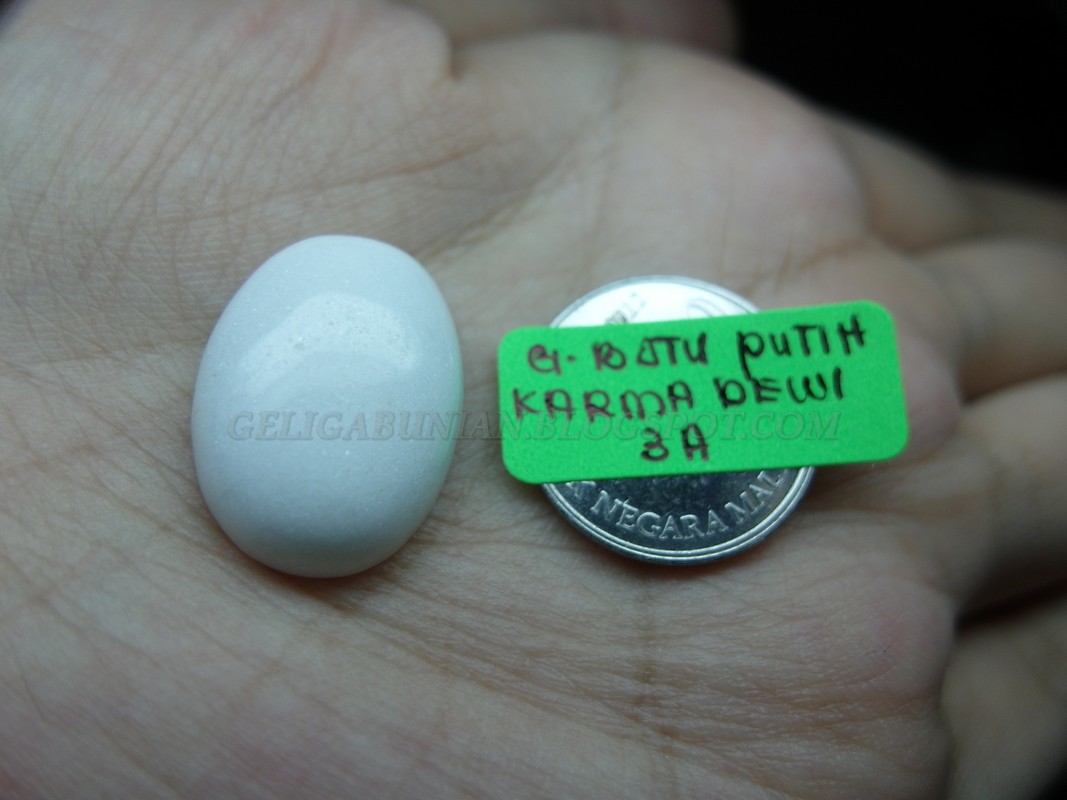 G. BATU PUTIH
KARMA DEWI
3A
GELIGABUNIAN.BLOGSPOT.COM
NEGARA MAL